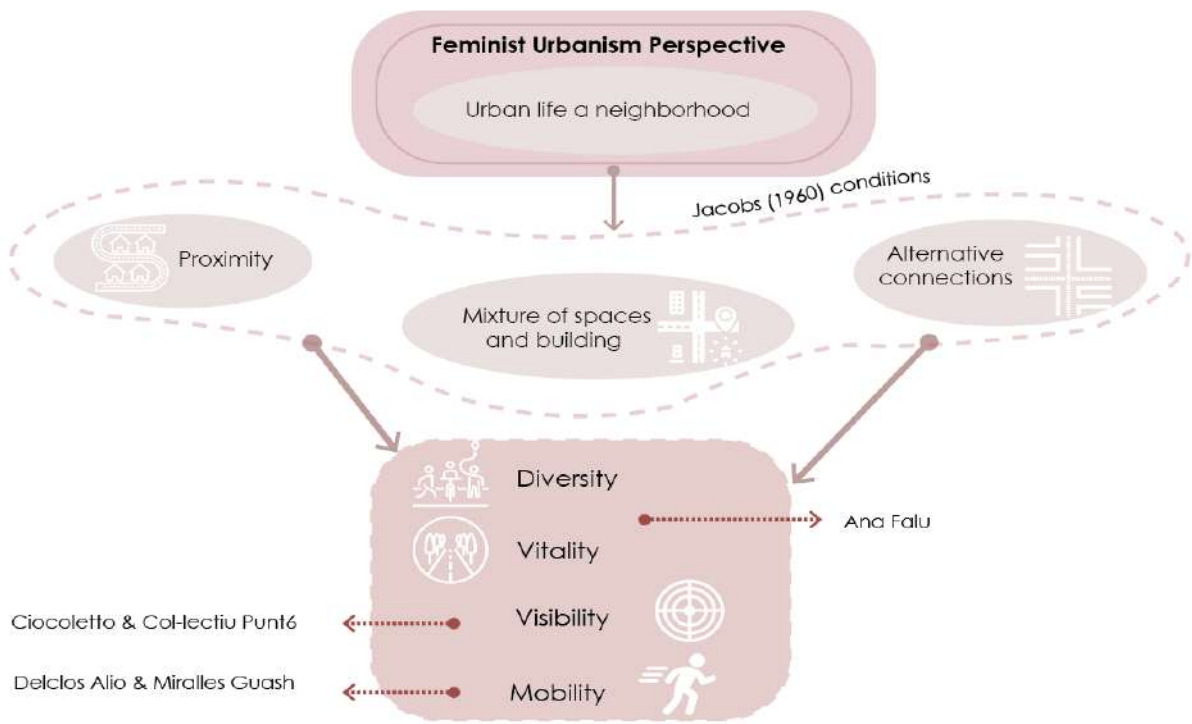 Feminist Urbanism Perspective
Urban life a neighborhood
Jacobs (1960) conditions
Proximity
Alternative
connections
Mixture of spaces
and building
B
Diversity
Ana Falu
Vitality
Ciocoletto & Col-lectiu Punt6
Visibility
Delclos Alio & Miralles Guash
Mobility